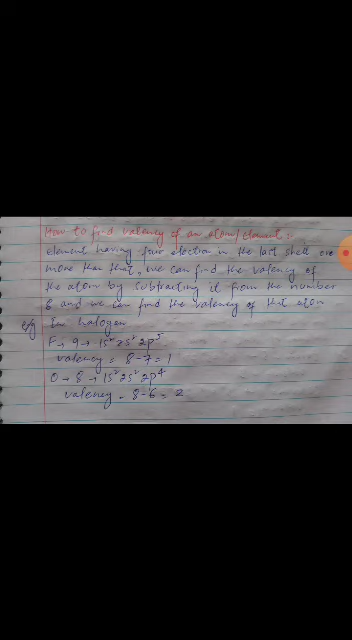 How to find valency of an atom/element:
element having five electron in the last shell or
more than that, we can find the valency of
the atom by subtracting it from the number
8 and we can find the valency of that atom
e/g In halogen
F → 9 → 1s² 2s² 2p⁵
valency = 8-7=1
O → 8 → 1s² 2s² 2p⁴
valency = 8-6 = 2